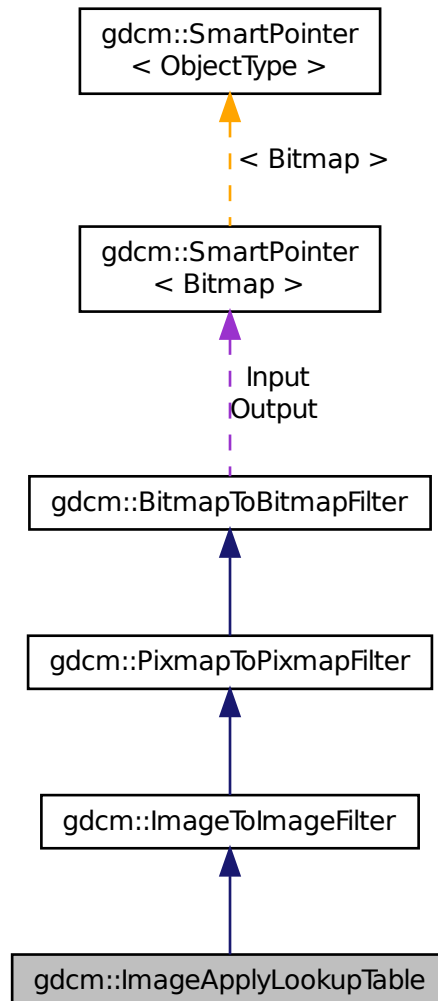 gdcm::SmartPointer
< ObjectType >
< Bitmap >
gdcm::SmartPointer
< Bitmap >
Input
Output
gdcm::BitmapToBitmapFilter
gdcm::PixmapToPixmapFilter
gdcm::ImageToImageFilter
gdcm::ImageApplyLookupTable